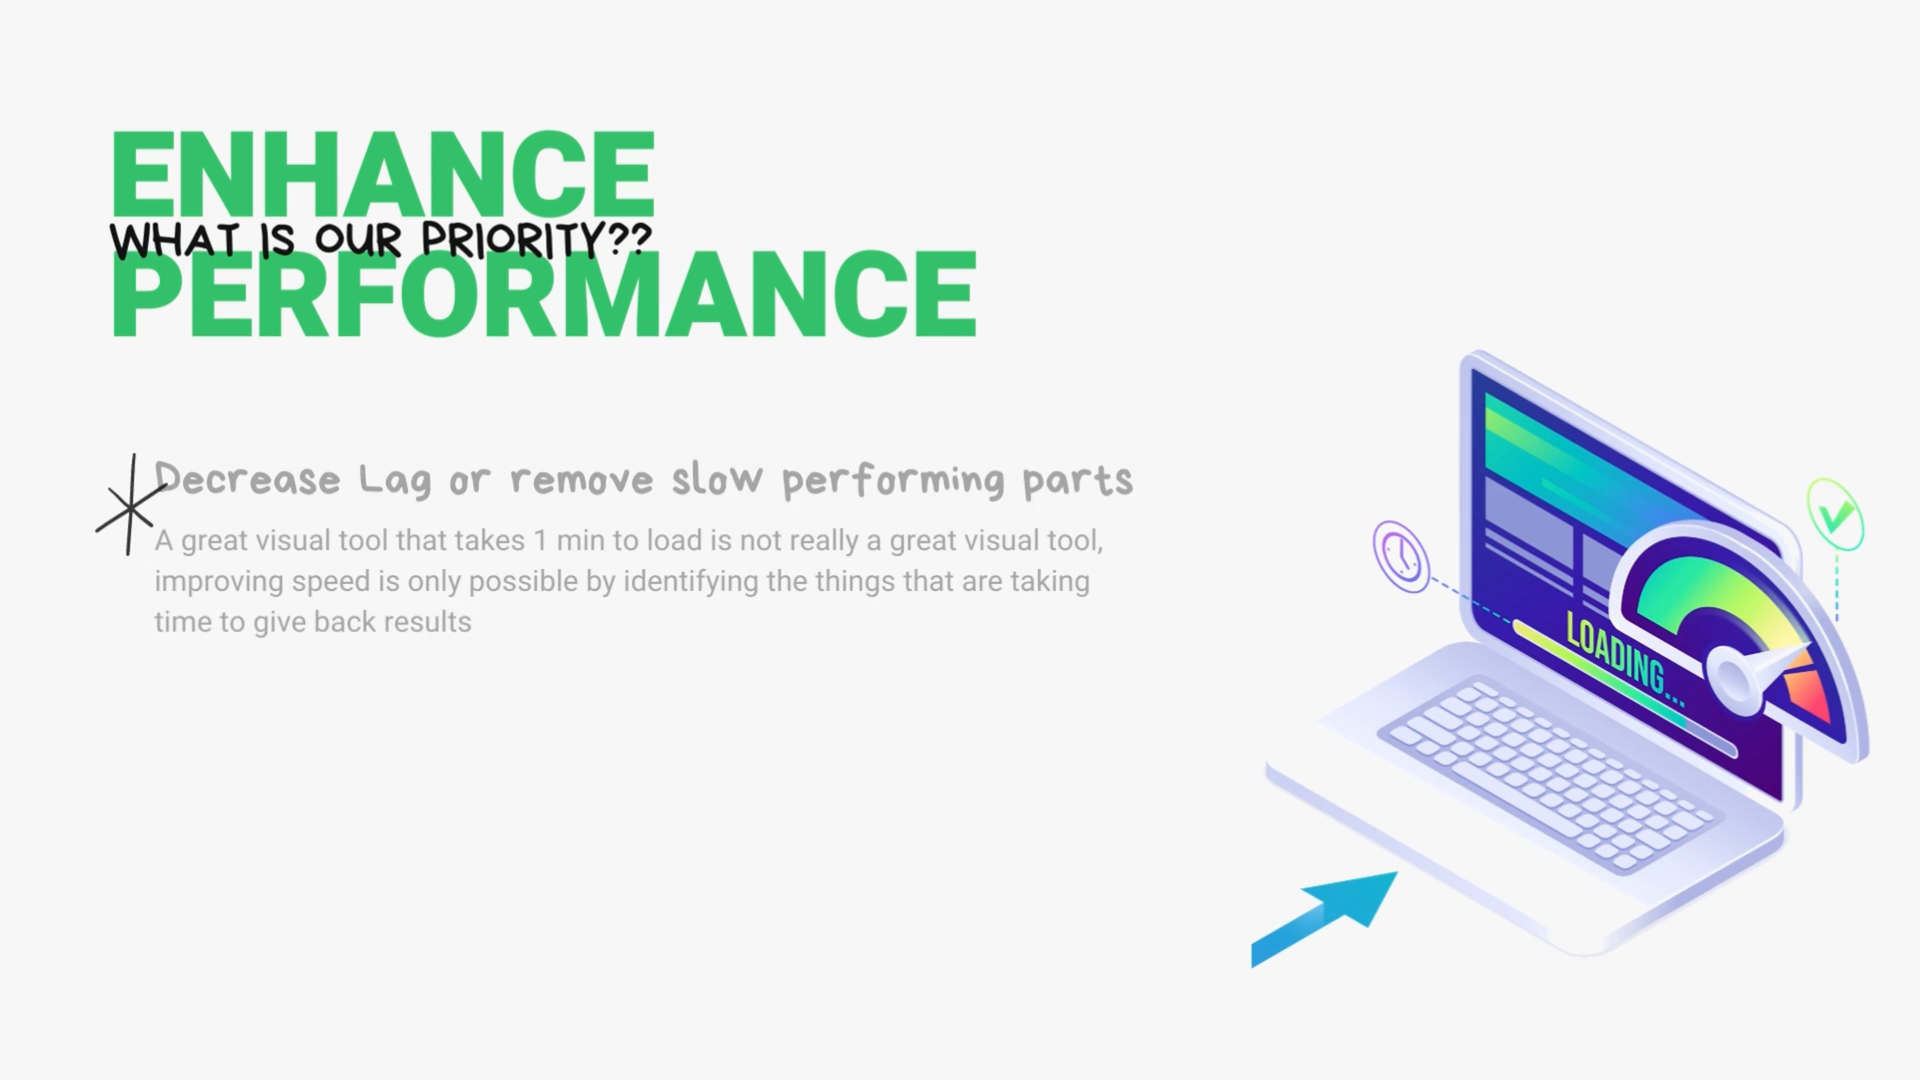 ENHANCE
WHAT IS OUR PRIORITY??
PERFORMANCE
Decrease Lag or remove slow performing parts
A great visual tool that takes 1 min to load is not really a great visual tool,
improving speed is only possible by identifying the things that are taking
time to give back results
LOADING...